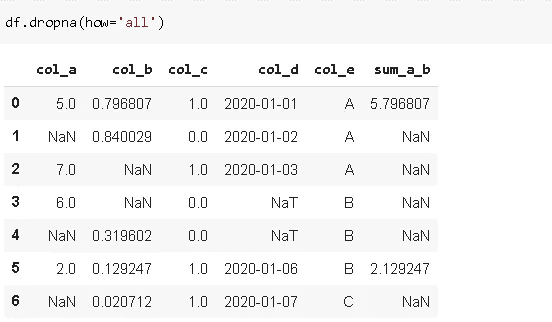 df.dropna(how='all')
col_a col_b col_c col_d col_e sum_a_b
0 5.0 0.796807 1.0 2020-01-01 A 5.796807
1 NaN 0.840029 0.0 2020-01-02 A NaN
2 7.0 NaN 1.0 2020-01-03 A NaN
3 6.0 NaN 0.0 NaT B NaN
4 NaN 0.319602 0.0 NaT B NaN
5 2.0 0.129247 1.0 2020-01-06 B 2.129247
6 NaN 0.020712 1.0 2020-01-07 C NaN